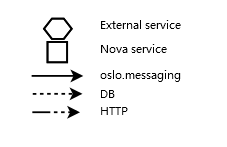 External service
Nova service
oslo.messaging
DB
HTTP